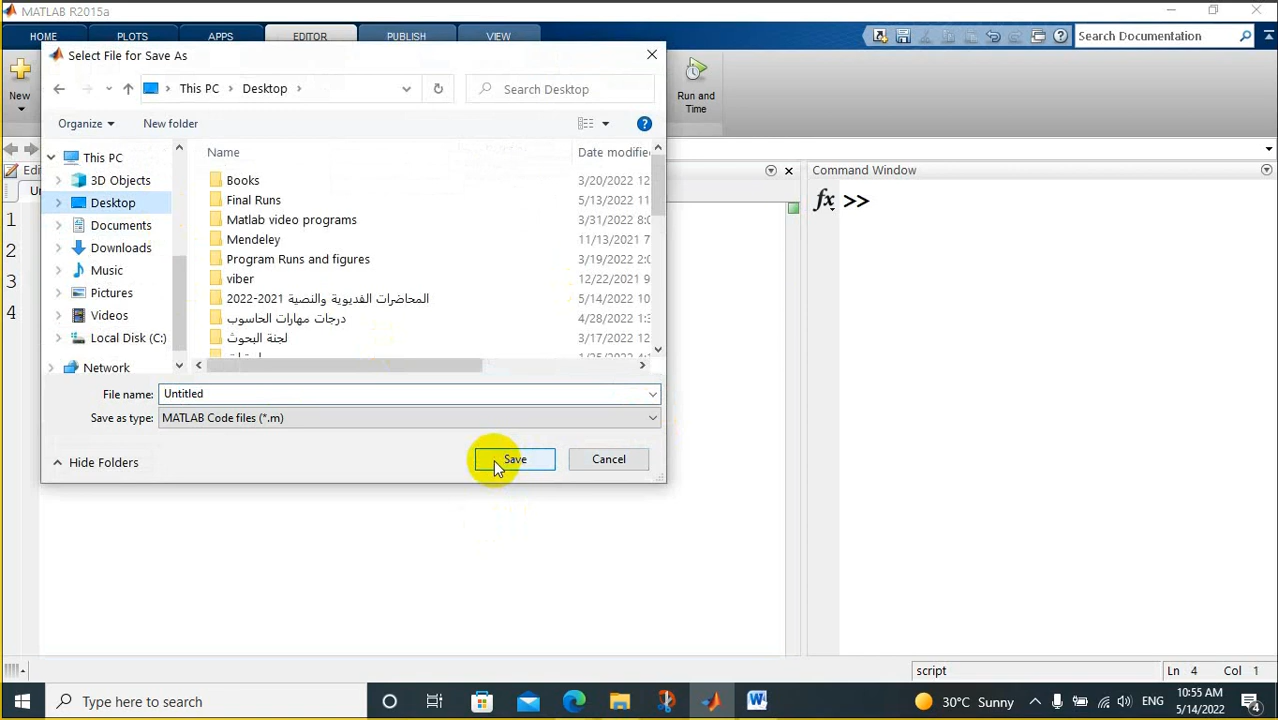 MATLAB R2015a
HOME PLOTS APPS EDITOR PUBLISH VIEW
Search Documentation
Select File for Save As
New
Run and Time
This PC Desktop
Search Desktop
Organize New folder
This PC
3D Objects
Desktop
Documents
Downloads
Music
Pictures
Videos
Local Disk (C:)
Network
Name Date modifie
Books 3/20/2022 12
Final Runs 5/13/2022 11
Matlab video programs 3/31/2022 8:0
Mendeley 11/13/2021 7
Program Runs and figures 3/19/2022 2:0
viber 12/22/2021 9
المحاضرات الفديوية والنصية 2021-2022 5/14/2022 10
درجات مهارات الحاسوب 4/28/2022 1:3
لجنة البحوث 3/17/2022 12
File name: Untitled
Save as type: MATLAB Code files (*.m)
Hide Folders Save Cancel
1
2
3
4
Command Window
fx >>
script Ln 4 Col 1
Type here to search
30°C Sunny ENG
10:55 AM
5/14/2022
4